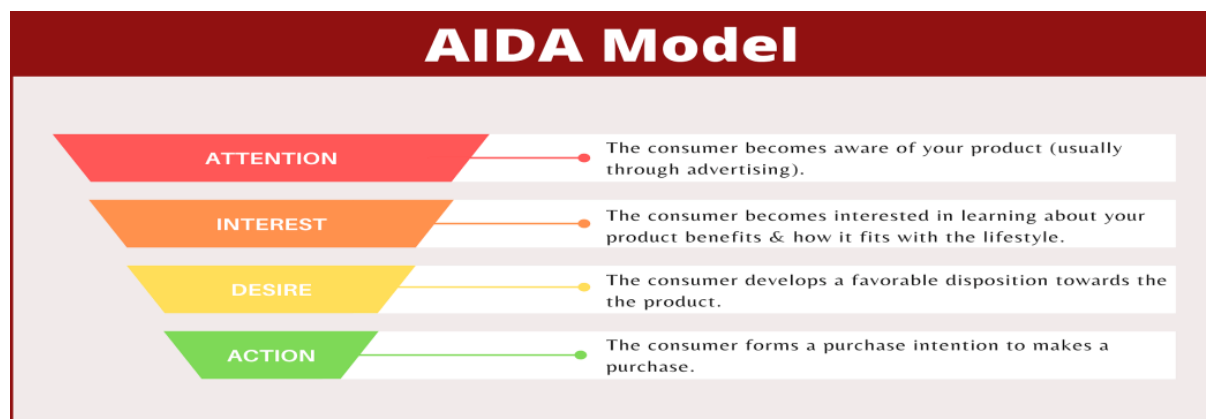 AIDA Model
ATTENTION
The consumer becomes aware of your product (usually
through advertising).
INTEREST
The consumer becomes interested in learning about your
product benefits & how it fits with the lifestyle.
DESIRE
The consumer develops a favorable disposition towards the
the product.
ACTION
The consumer forms a purchase intention to makes a
purchase.